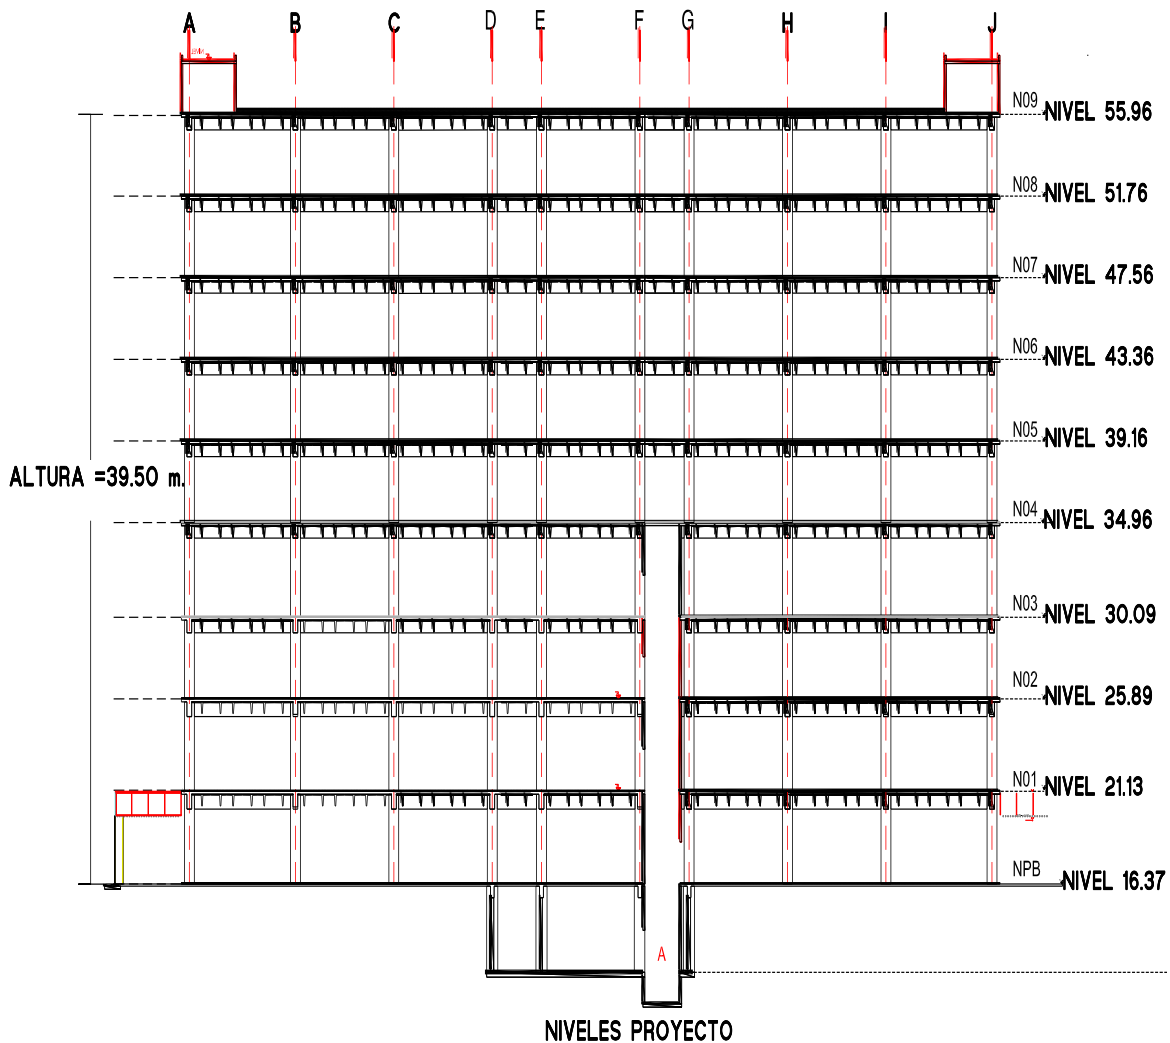 A B C D E F G H I J
N09
NIVEL 55.96
N08
NIVEL 51.76
N07
NIVEL 47.56
N06
NIVEL 43.36
N05
NIVEL 39.16
ALTURA =39.50 m.
N04
NIVEL 34.96
N03
NIVEL 30.09
N02
NIVEL 25.89
N01
NIVEL 21.13
NPB
NIVEL 16.37
A
NIVELES PROYECTO